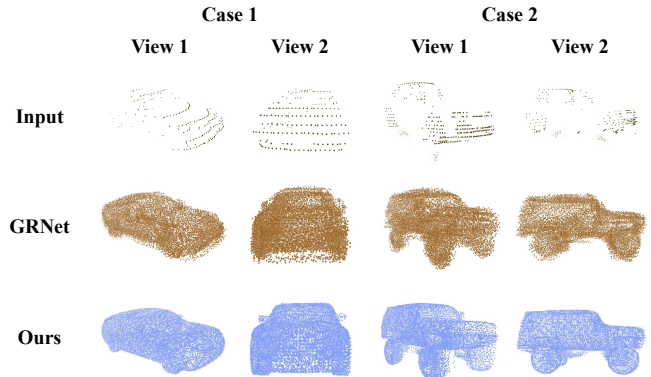 Case 1 Case 2
View 1 View 2 View 1 View 2
Input
GRNet
Ours